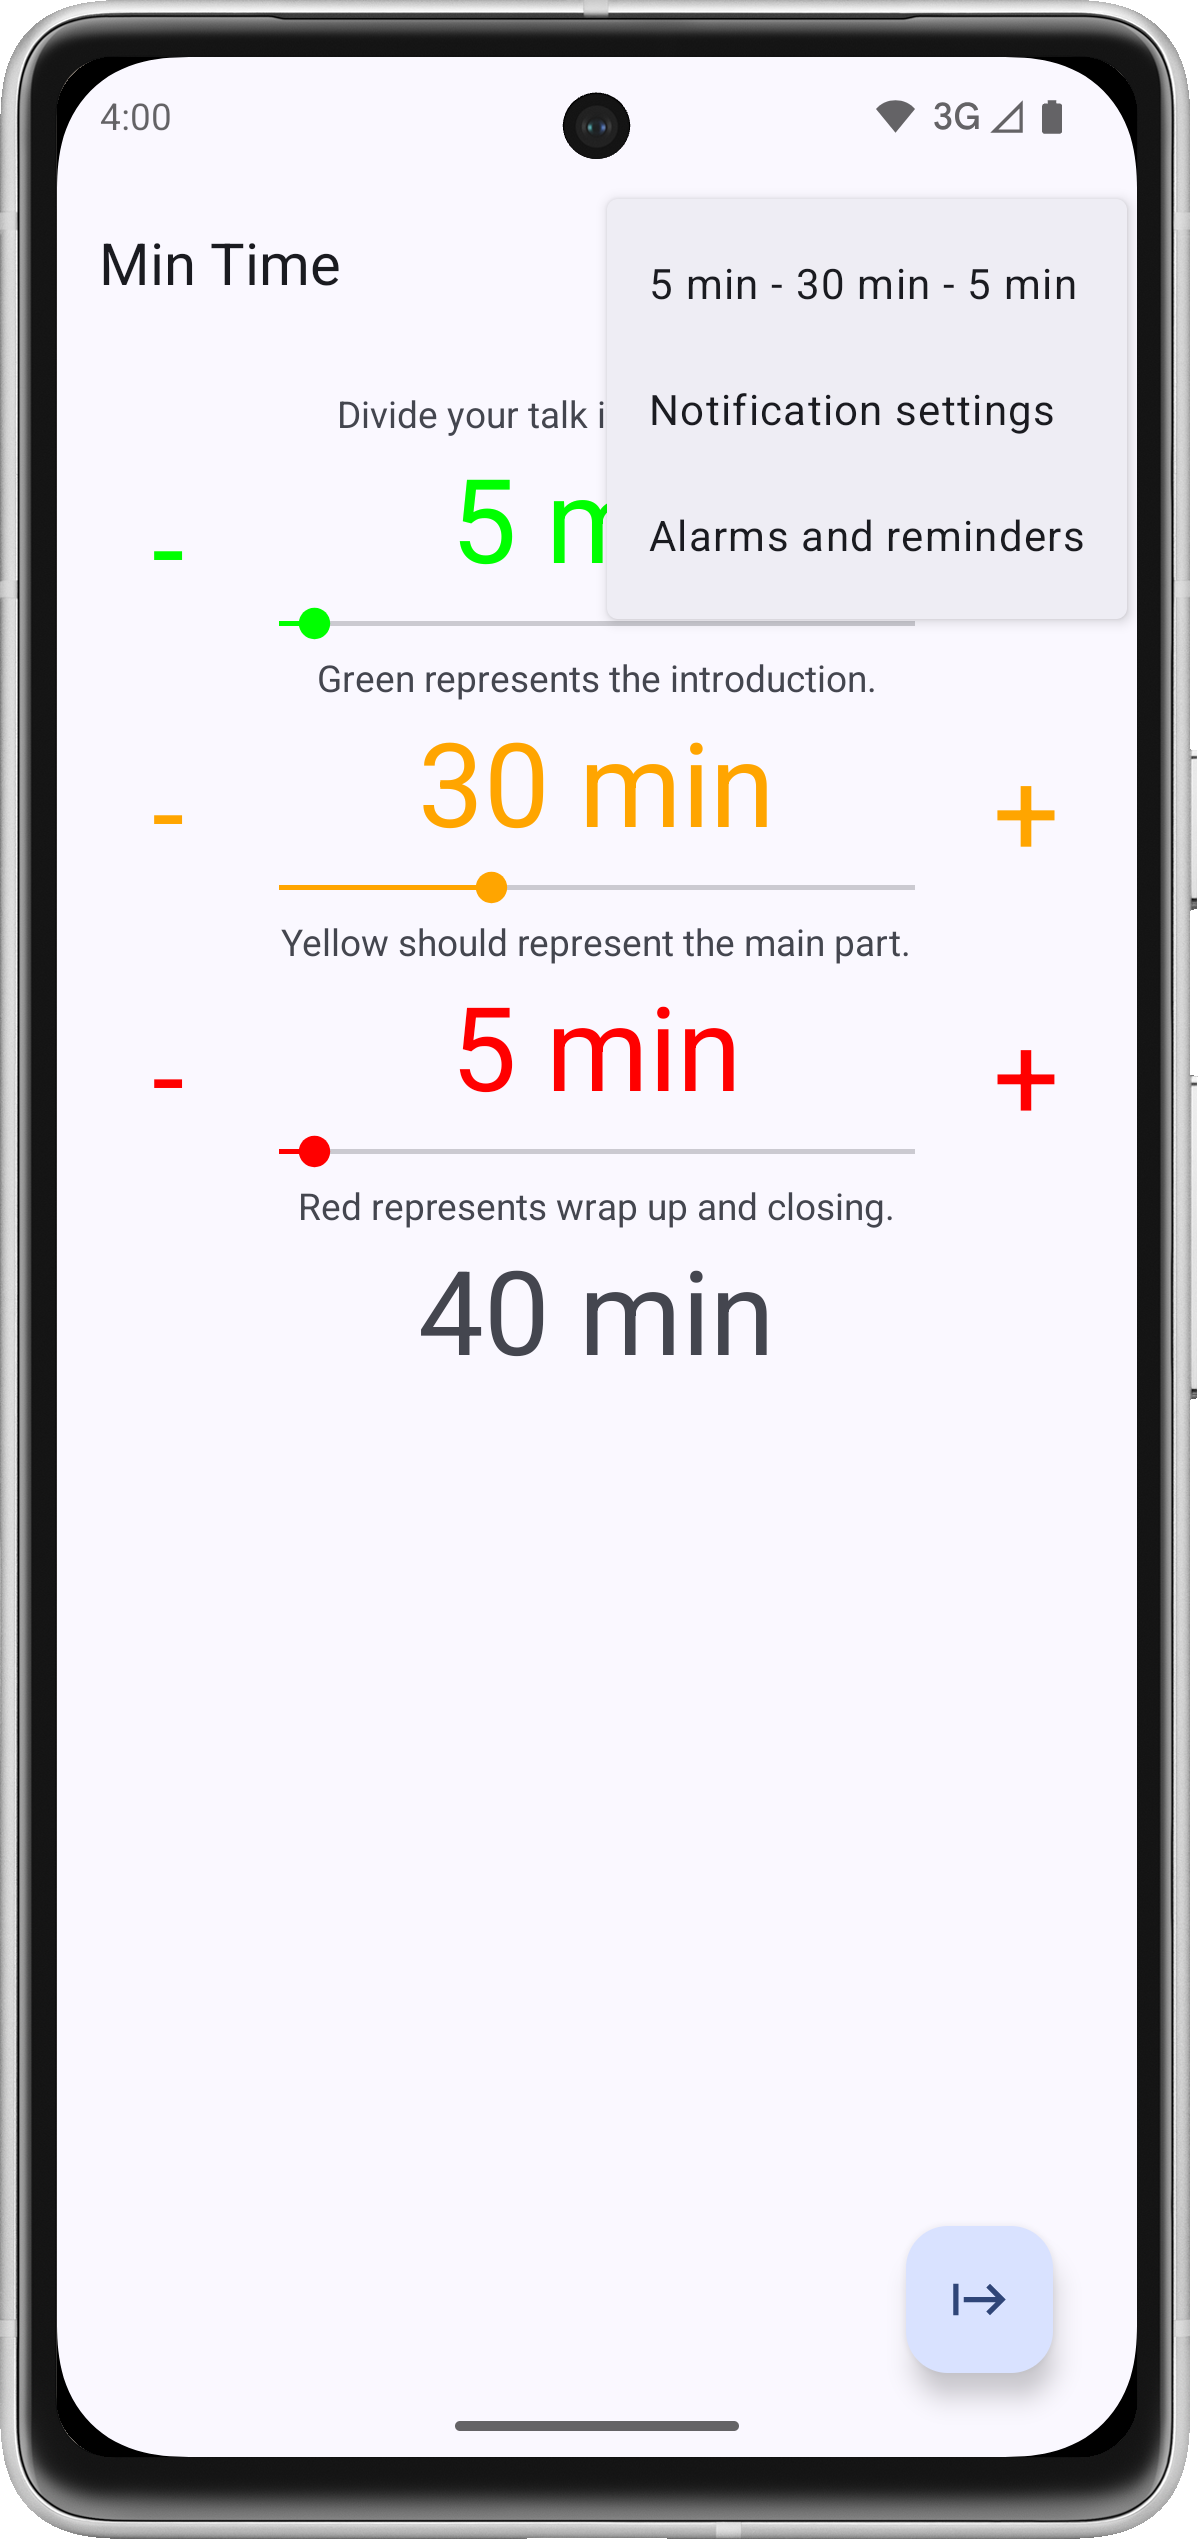 4:00
3G
Min Time
5 min - 30 min - 5 min
Notification settings
Alarms and reminders
Divide your talk i
5 m
-
Green represents the introduction.
- 30 min +
Yellow should represent the main part.
- 5 min +
Red represents wrap up and closing.
40 min